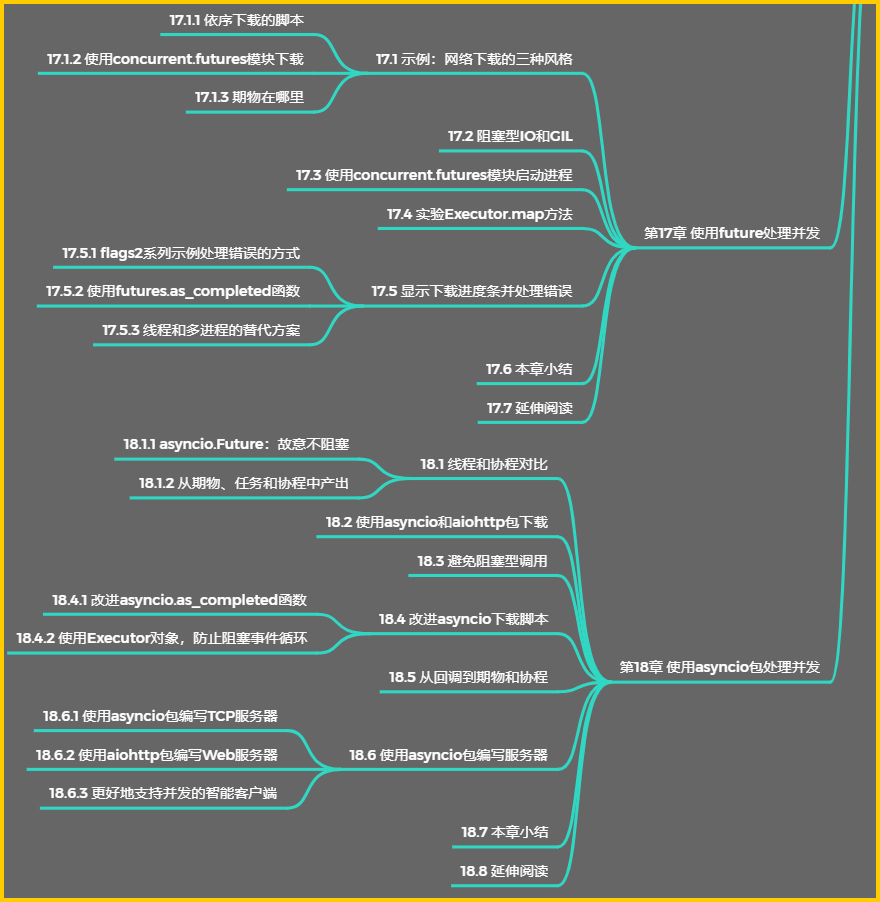 第17章 使用future处理并发
17.1 示例：网络下载的三种风格
17.1.1 依序下载的脚本
17.1.2 使用concurrent.futures模块下载
17.1.3 期物在哪里
17.2 阻塞型IO和GIL
17.3 使用concurrent.futures模块启动进程
17.4 实验Executor.map方法
17.5 显示下载进度条并处理错误
17.5.1 flags2系列示例处理错误的方式
17.5.2 使用futures.as_completed函数
17.5.3 线程和多进程的替代方案
17.6 本章小结
17.7 延伸阅读
第18章 使用asyncio包处理并发
18.1 线程和协程对比
18.1.1 asyncio.Future：故意不阻塞
18.1.2 从期物、任务和协程中产出
18.2 使用asyncio和aiohttp包下载
18.3 避免阻塞型调用
18.4 改进asyncio下载脚本
18.4.1 改进asyncio.as_completed函数
18.4.2 使用Executor对象，防止阻塞事件循环
18.5 从回调到期物和协程
18.6 使用asyncio包编写服务器
18.6.1 使用asyncio包编写TCP服务器
18.6.2 使用aiohttp包编写Web服务器
18.6.3 更好地支持并发的智能客户端
18.7 本章小结
18.8 延伸阅读